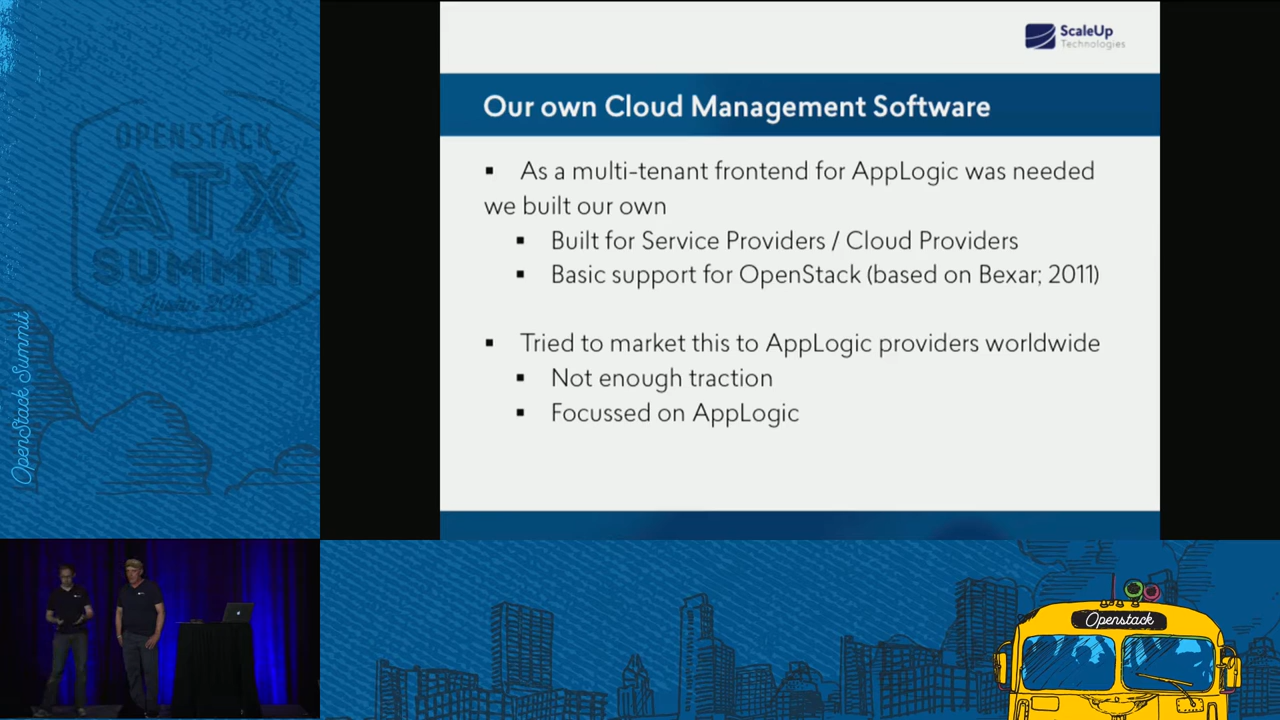 OPENSTACK
ATX
SUMMIT
Austin 2016
OpenStack Summit
ScaleUp
Technologies
Our own Cloud Management Software
▪ As a multi-tenant frontend for AppLogic was needed
we built our own
▪ Built for Service Providers / Cloud Providers
▪ Basic support for OpenStack (based on Bexar; 2011)
▪ Tried to market this to AppLogic providers worldwide
▪ Not enough traction
▪ Focussed on AppLogic
Openstack